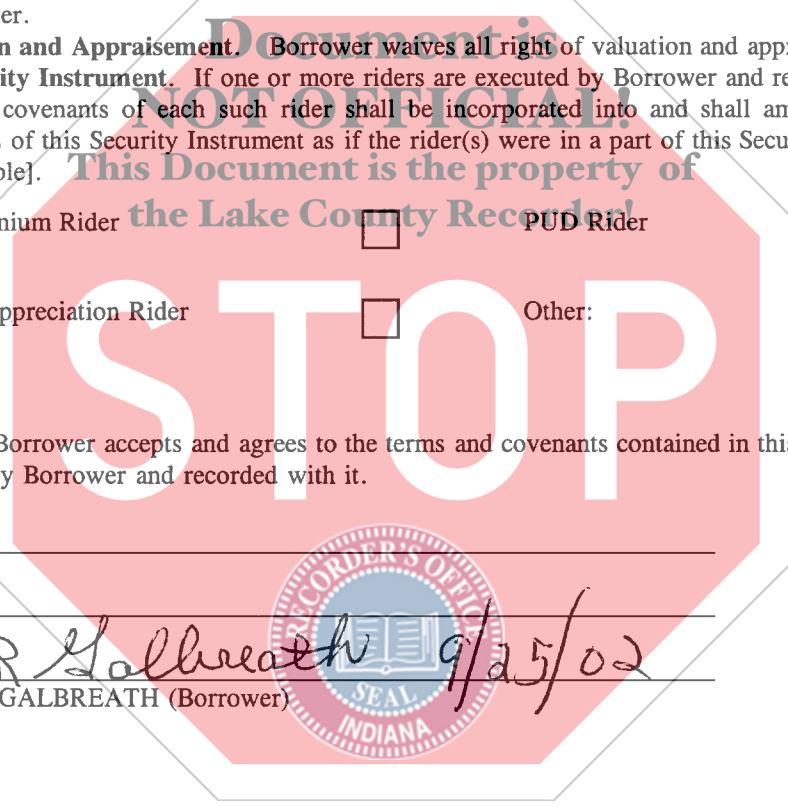 er.
Document is
n and Appraisement. Borrower waives all right of valuation and appr
ity Instrument. If one or more riders are executed by Borrower and re
covenants of each such rider shall be incorporated into and shall am
NOT OFFICIAL!
of this Security Instrument as if the rider(s) were in a part of this Secu
ble].
This Document is the property of
the Lake County Recorder!
nium Rider PUD Rider
STOP
ppreciation Rider Other:
Borrower accepts and agrees to the terms and covenants contained in this
y Borrower and recorded with it.
RECORDER'S OFFIC
R Galbreath 9/25/02
GALBREATH (Borrower)
SEAL
INDIANA